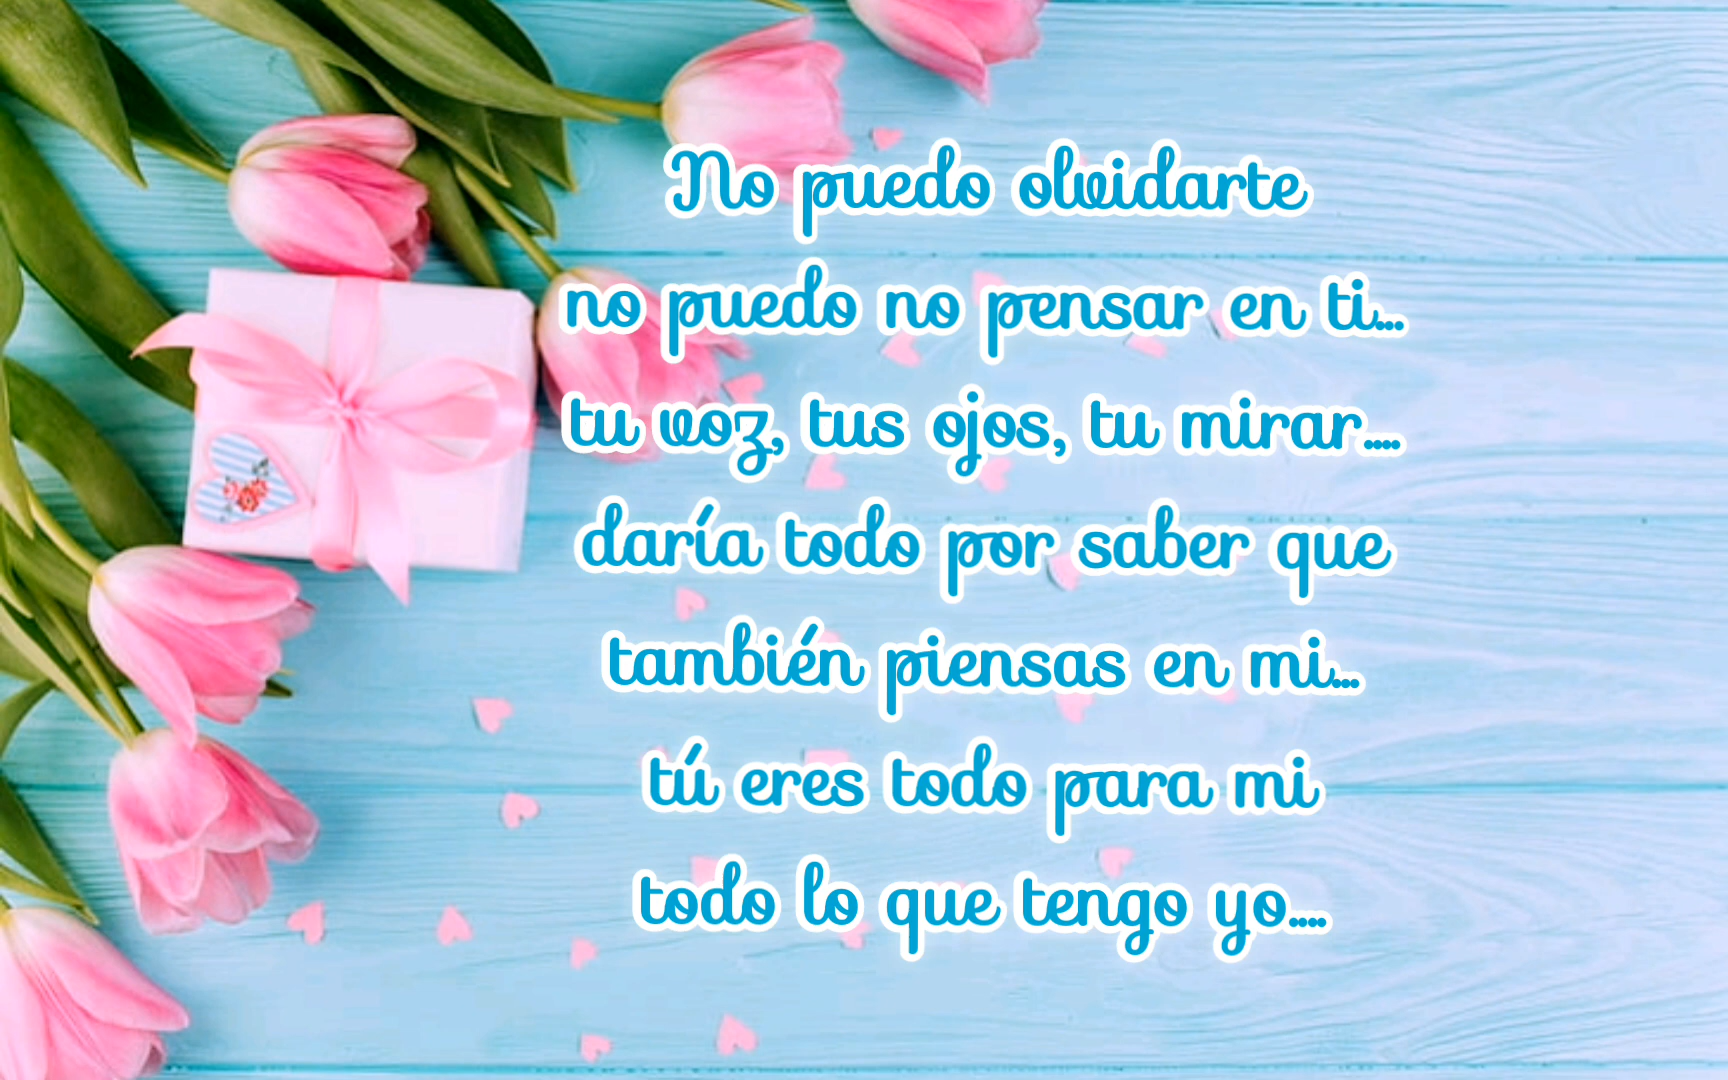 No puedo olvidarte
no puedo no pensar en ti...
tu voz, tus ojos, tu mirar....
daría todo por saber que
también piensas en mi...
tú eres todo para mi
todo lo que tengo yo....